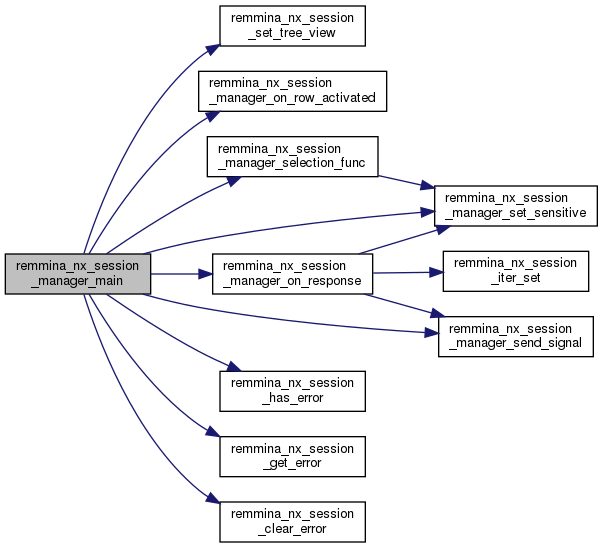 remmina_nx_session
_set_tree_view
remmina_nx_session
_manager_on_row_activated
remmina_nx_session
_manager_selection_func
remmina_nx_session
_manager_set_sensitive
remmina_nx_session
_manager_main
remmina_nx_session
_manager_on_response
remmina_nx_session
_iter_set
remmina_nx_session
_manager_send_signal
remmina_nx_session
_has_error
remmina_nx_session
_get_error
remmina_nx_session
_clear_error